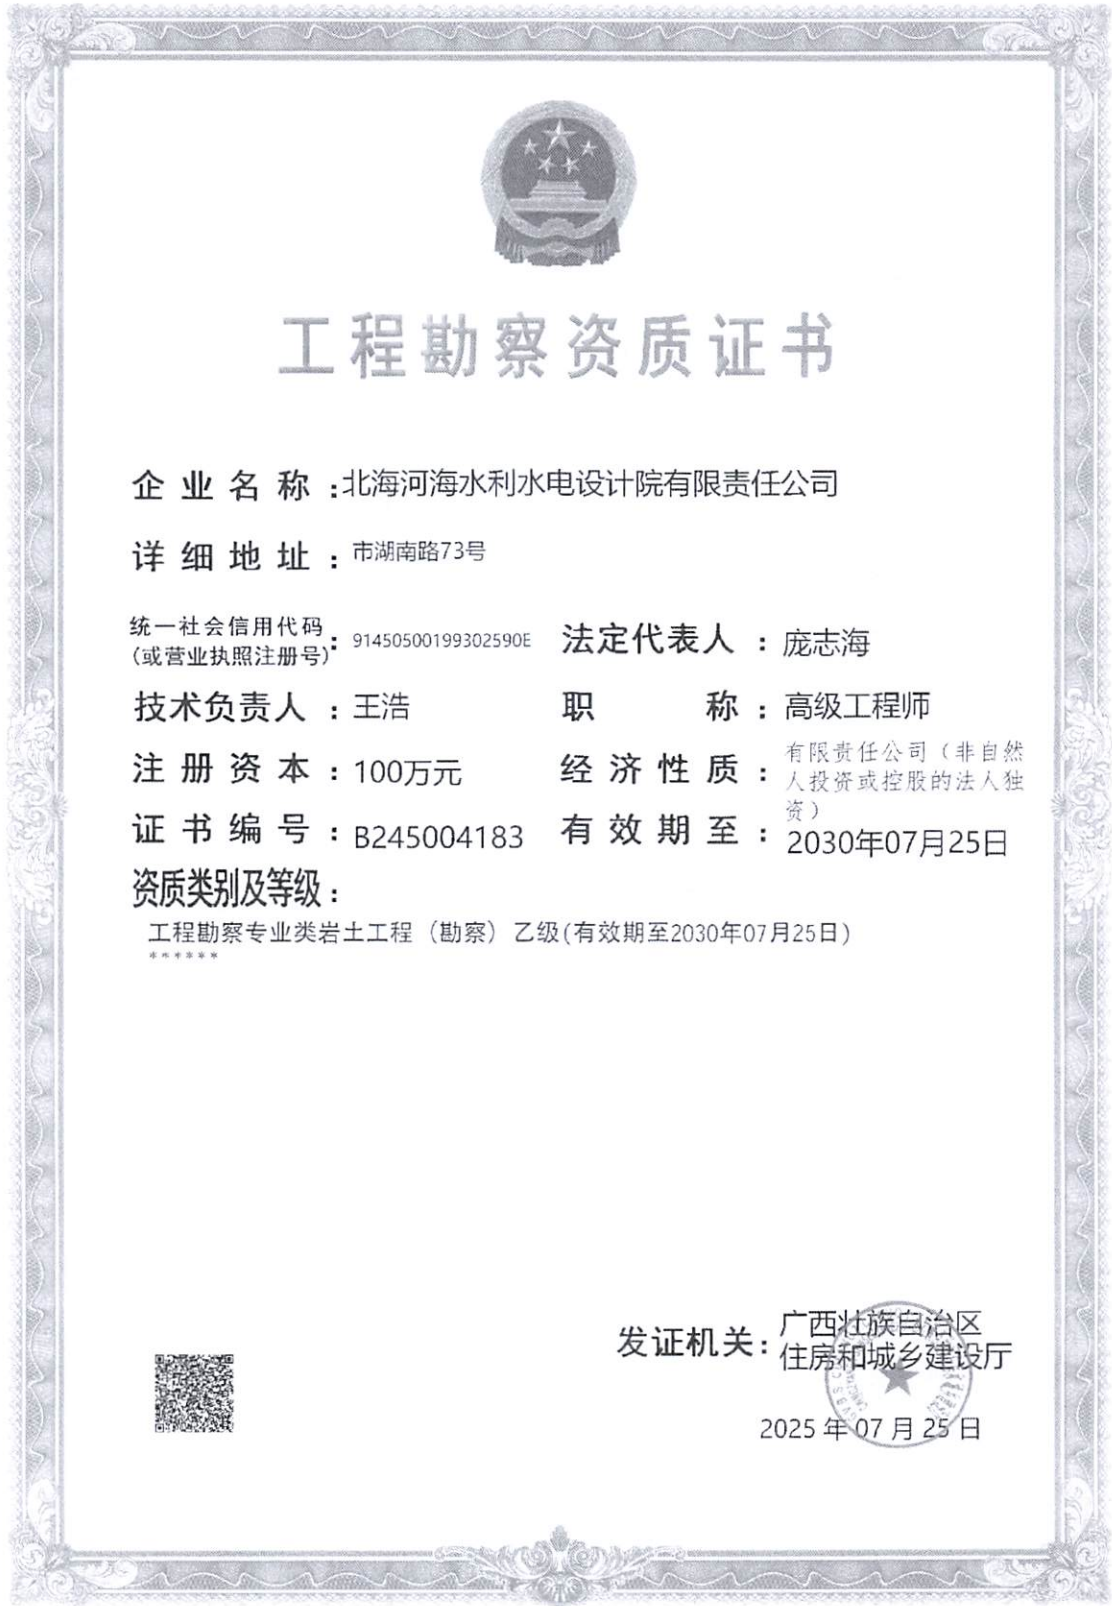 工程勘察资质证书
企业名称：北海河海水利水电设计院有限责任公司
详细地址：市湖南路73号
统一社会信用代码
(或营业执照注册号)：91450500199302590E 法定代表人：庞志海
技术负责人：王浩 职称：高级工程师
注册资本：100万元 经济性质：有限责任公司（非自然
人投资或控股的法人独
资）
证书编号：B245004183 有效期至：2030年07月25日
资质类别及等级：
工程勘察专业类岩土工程（勘察）乙级(有效期至2030年07月25日)
******
发证机关：广西壮族自治区
住房和城乡建设厅
2025 年 07 月 25 日